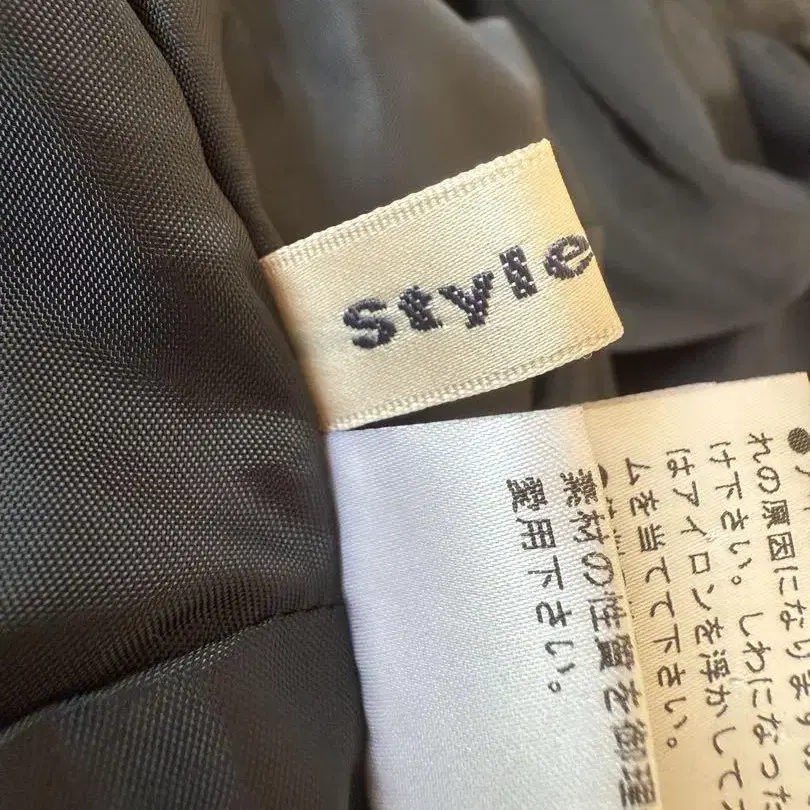 style
れの原因になりますの
け下さい。しわになった
はアイロンを浮かして
ムを当てて下さい。
素材の性質を御理
愛用下さい。